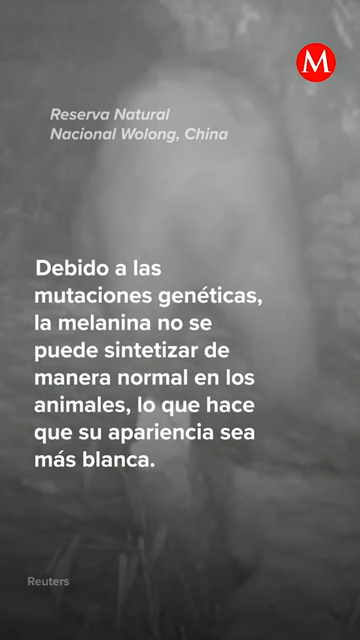 M
Reserva Natural
Nacional Wolong, China
Debido a las
mutaciones genéticas,
la melanina no se
puede sintetizar de
manera normal en los
animales, lo que hace
que su apariencia sea
más blanca.
Reuters